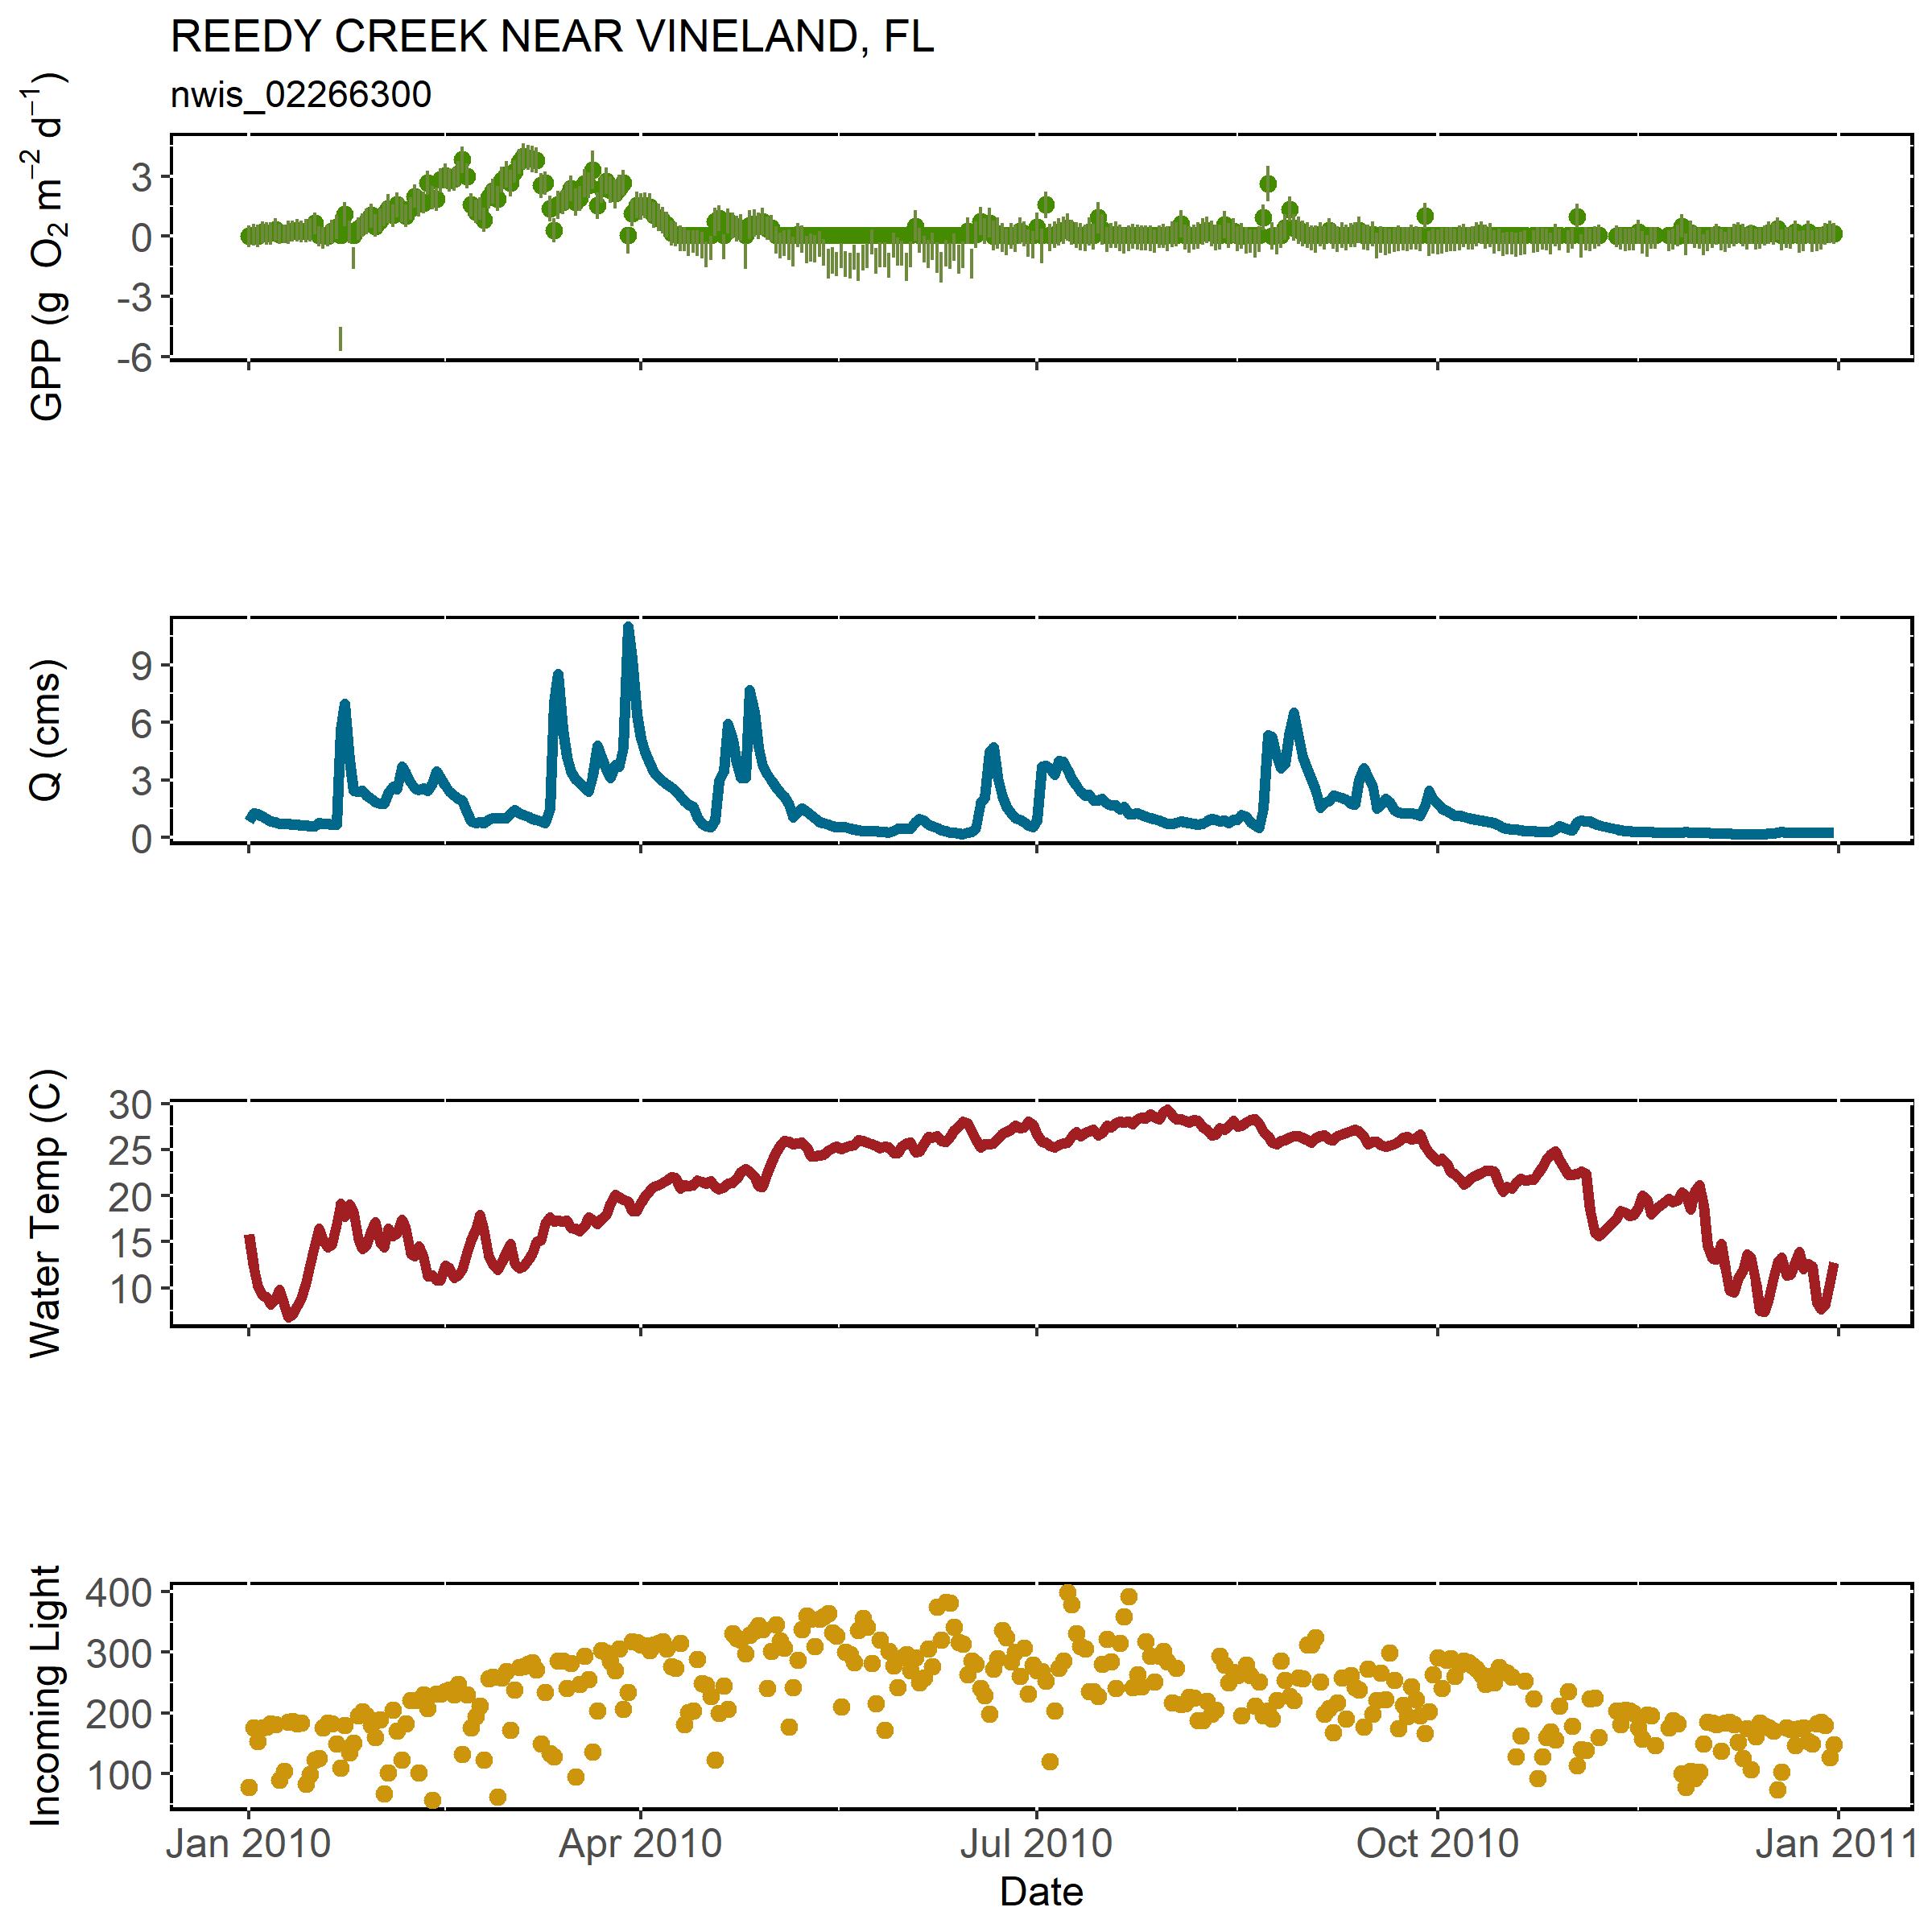 REEDY CREEK NEAR VINELAND, FL
nwis_02266300
GPP (g O₂ m⁻² d⁻¹)
3
0
-3
-6
Q (cms)
9
6
3
0
Water Temp (C)
30
25
20
15
10
Incoming Light
400
300
200
100
Jan 2010 Apr 2010 Jul 2010 Oct 2010 Jan 2011
Date